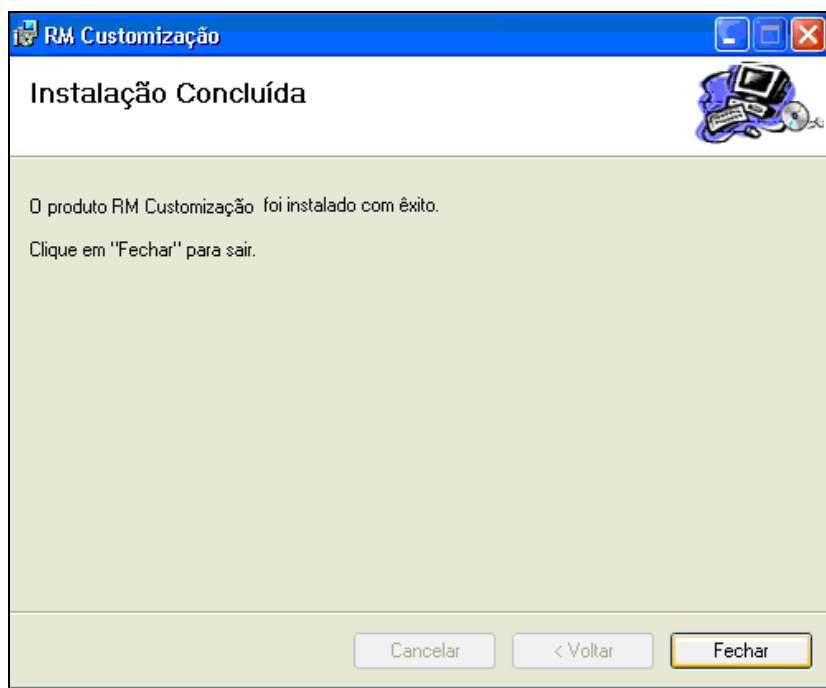 RM Customização
Instalação Concluída
O produto RM Customização foi instalado com êxito.
Clique em "Fechar" para sair.
Cancelar
< Voltar
Fechar